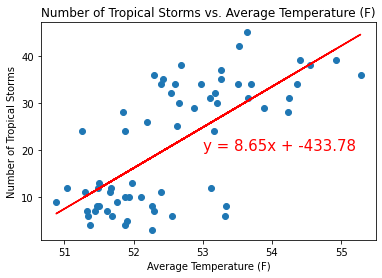 Number of Tropical Storms vs. Average Temperature (F)
Number of Tropical Storms
40
30
20
10
y = 8.65x + -433.78
51
52
53
54
55
Average Temperature (F)